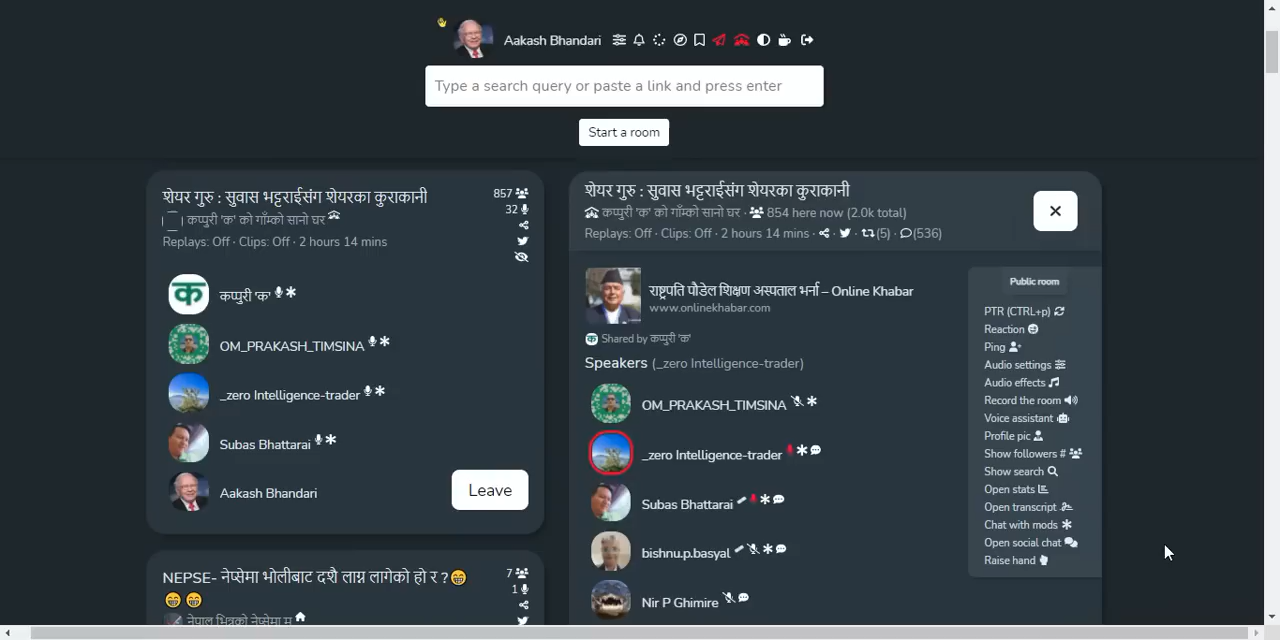 Aakash Bhandari
Type a search query or paste a link and press enter
Start a room
शेयर गुरु : सुवास भट्टराईसंग शेयरका कुराकानी
857
32
कप्पुरी 'क' को गाँम्को सानो घर
Replays: Off · Clips: Off · 2 hours 14 mins
क
कप्पुरी 'क'
OM_PRAKASH_TIMSINA
_zero Intelligence-trader
Subas Bhattarai
Aakash Bhandari
Leave
NEPSE- नेप्सेमा भोलीबाट दशै लाग्न लागेको हो र ?
7
1
नेपाल भित्रको नेप्सेमा म
शेयर गुरु : सुवास भट्टराईसंग शेयरका कुराकानी
कप्पुरी 'क' को गाँम्को सानो घर · 854 here now (2.0k total)
Replays: Off · Clips: Off · 2 hours 14 mins · · · (5) · (536)
राष्ट्रपति पौडेल शिक्षण अस्पताल भर्ना – Online Khabar
www.onlinekhabar.com
क Shared by कप्पुरी 'क'
Speakers (_zero Intelligence-trader)
OM_PRAKASH_TIMSINA
_zero Intelligence-trader
Subas Bhattarai
bishnu.p.basyal
Nir P Ghimire
Public room
PTR (CTRL+p)
Reaction
Ping
Audio settings
Audio effects
Record the room
Voice assistant
Profile pic
Show followers #
Show search
Open stats
Open transcript
Chat with mods
Open social chat
Raise hand